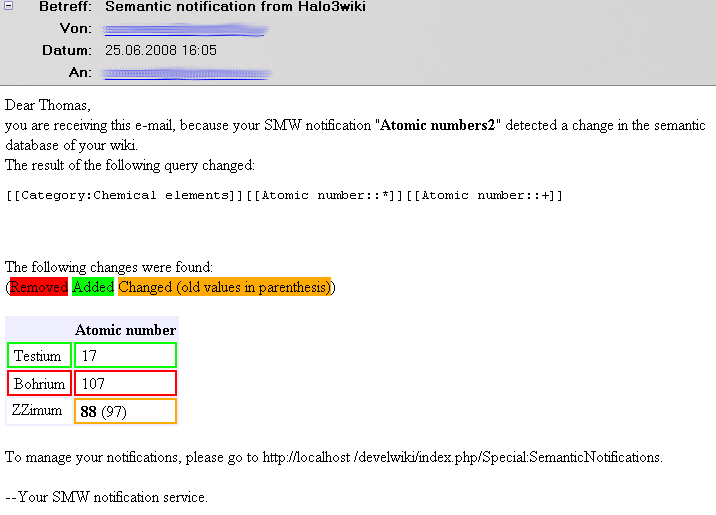 Betreff: Semantic notification from Halo3wiki
Von:
Datum: 25.06.2008 16:05
An:
Dear Thomas,
you are receiving this e-mail, because your SMW notification "Atomic numbers2" detected a change in the semantic
database of your wiki.
The result of the following query changed:
[[Category:Chemical elements]][[Atomic number::*]][[Atomic number::+]]
The following changes were found:
(Removed Added Changed (old values in parenthesis))
Atomic number
Testium 17
Bohrium 107
ZZimum 88 (97)
To manage your notifications, please go to http://localhost /develwiki/index.php/Special:SemanticNotifications.
--Your SMW notification service.